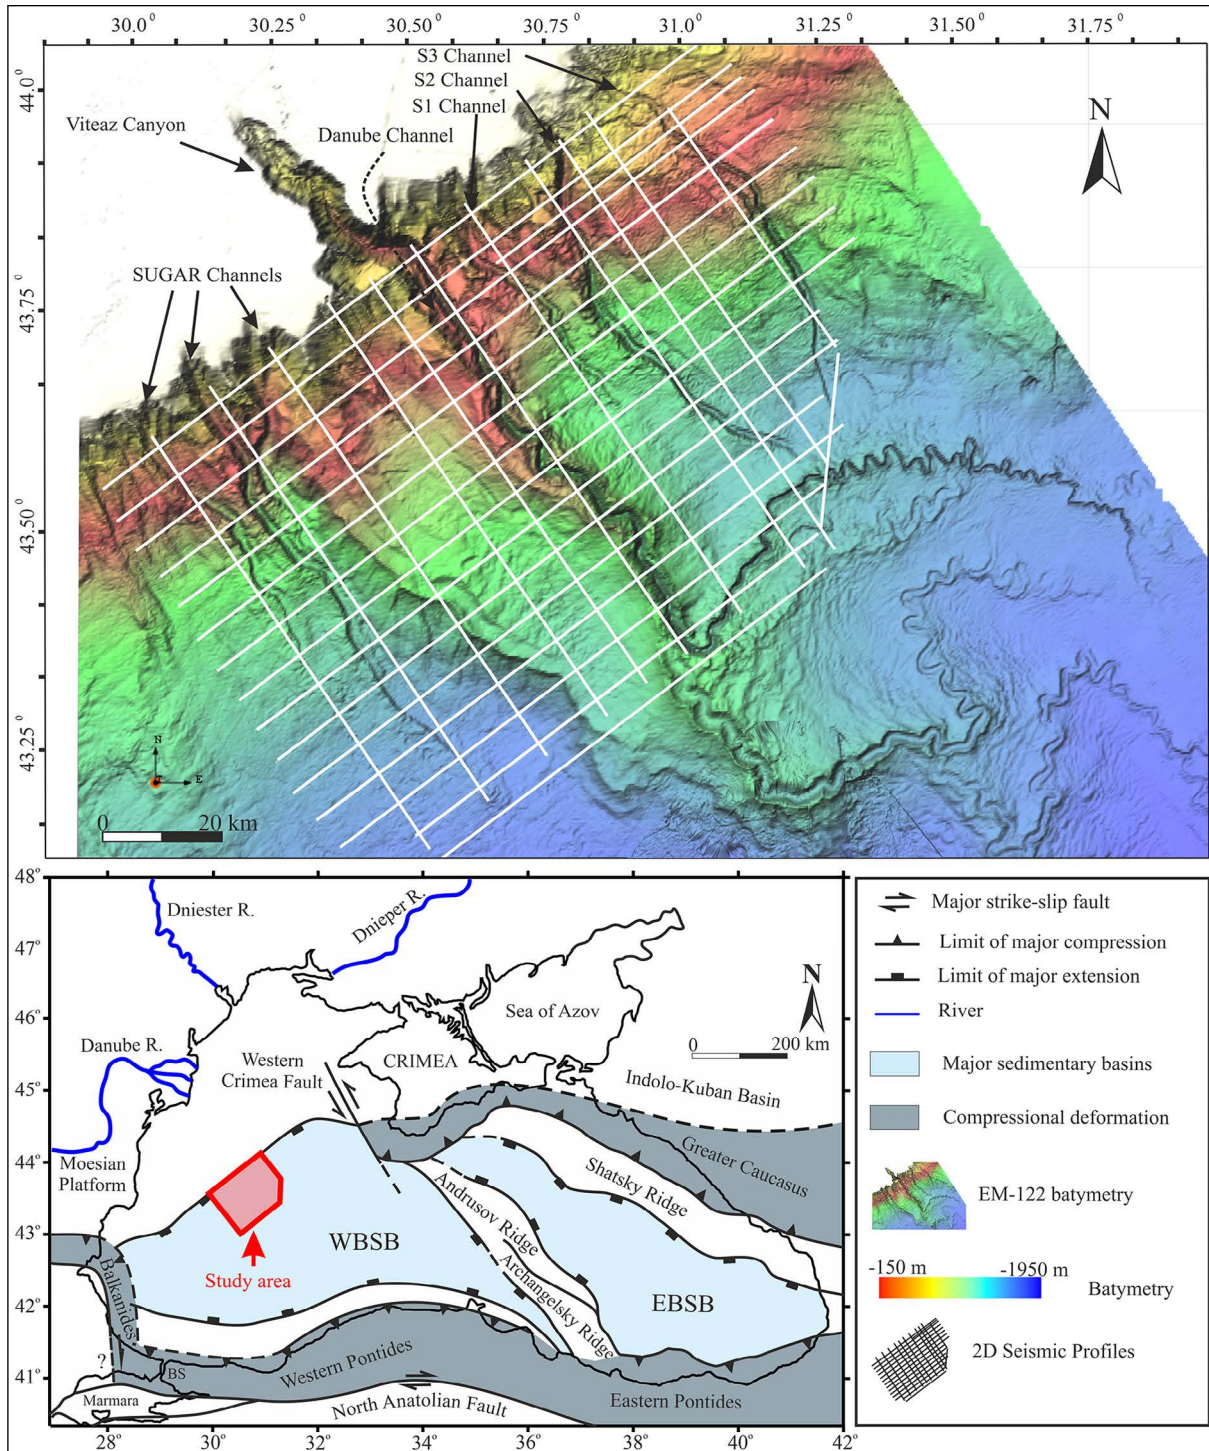 30.0°
30.25°
30.50°
30.75°
31.0°
31.25°
31.50°
31.75°
44.0°
43.75°
43.50°
43.25°
S3 Channel
S2 Channel
S1 Channel
Viteaz Canyon
Danube Channel
SUGAR Channels
N
N
E
0 20 km
48°
47°
46°
45°
44°
43°
42°
41°
28
30
32
34
36
38
40
42°
Dniester R.
Dnieper R.
Danube R.
Sea of Azov
N
0 200 km
Western
Crimea Fault
CRIMEA
Indolo-Kuban Basin
Moesian
Platform
Greater Caucasus
Shatsky Ridge
Andrusov Ridge
Archangelsky Ridge
WBSB
EBSB
Study area
Balkanides
?
BS
Marmara
Western Pontides
Eastern Pontides
North Anatolian Fault
Major strike-slip fault
Limit of major compression
Limit of major extension
River
Major sedimentary basins
Compressional deformation
EM-122 batymetry
-150 m -1950 m
Batymetry
2D Seismic Profiles